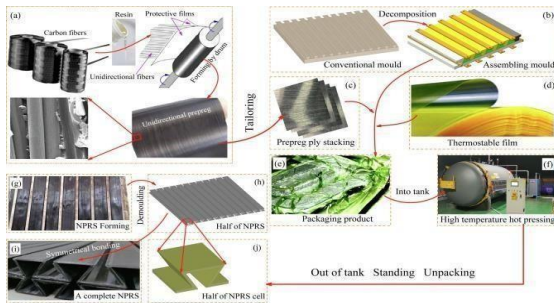 (a)
Carbon fibers
Resin
Protective films
Unidirectional fibers
Forming by drum
Unidirectional prepreg
Tailoring
Decomposition
(b)
Conventional mould
Assembling mould
(c)
Prepreg ply stacking
(d)
Thermostable film
(e)
Packaging product
Into tank
(f)
High temperature hot pressing
(g)
NPRS Forming
Demoulding
(h)
Half of NPRS
(i)
Symmetrical bonding
A complete NPRS
(j)
Half of NPRS cell
Out of tank Standing Unpacking